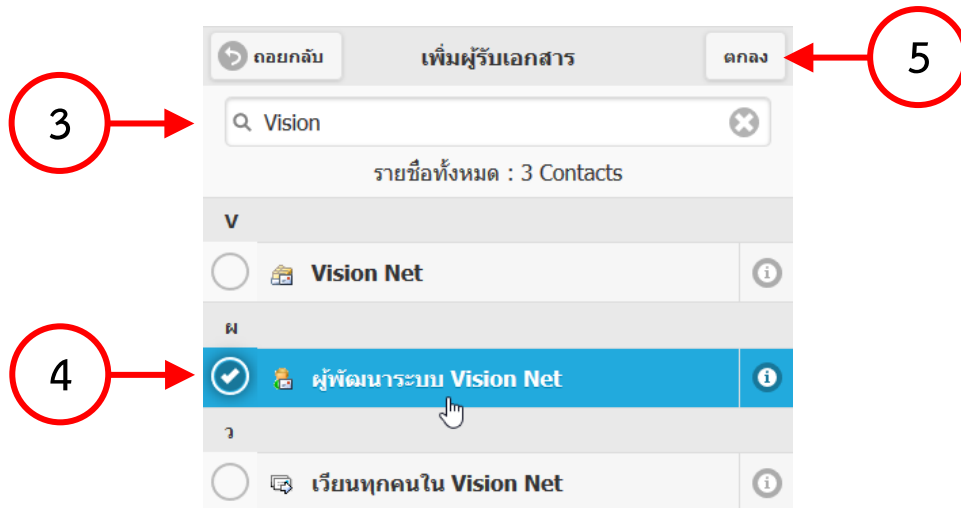 ถอยกลับ เพิ่มผู้รับเอกสาร ตกลง 5
3 Vision
รายชื่อทั้งหมด : 3 Contacts
V
Vision Net
ผ
4 ผู้พัฒนาระบบ Vision Net
ว
เวียนทุกคนใน Vision Net